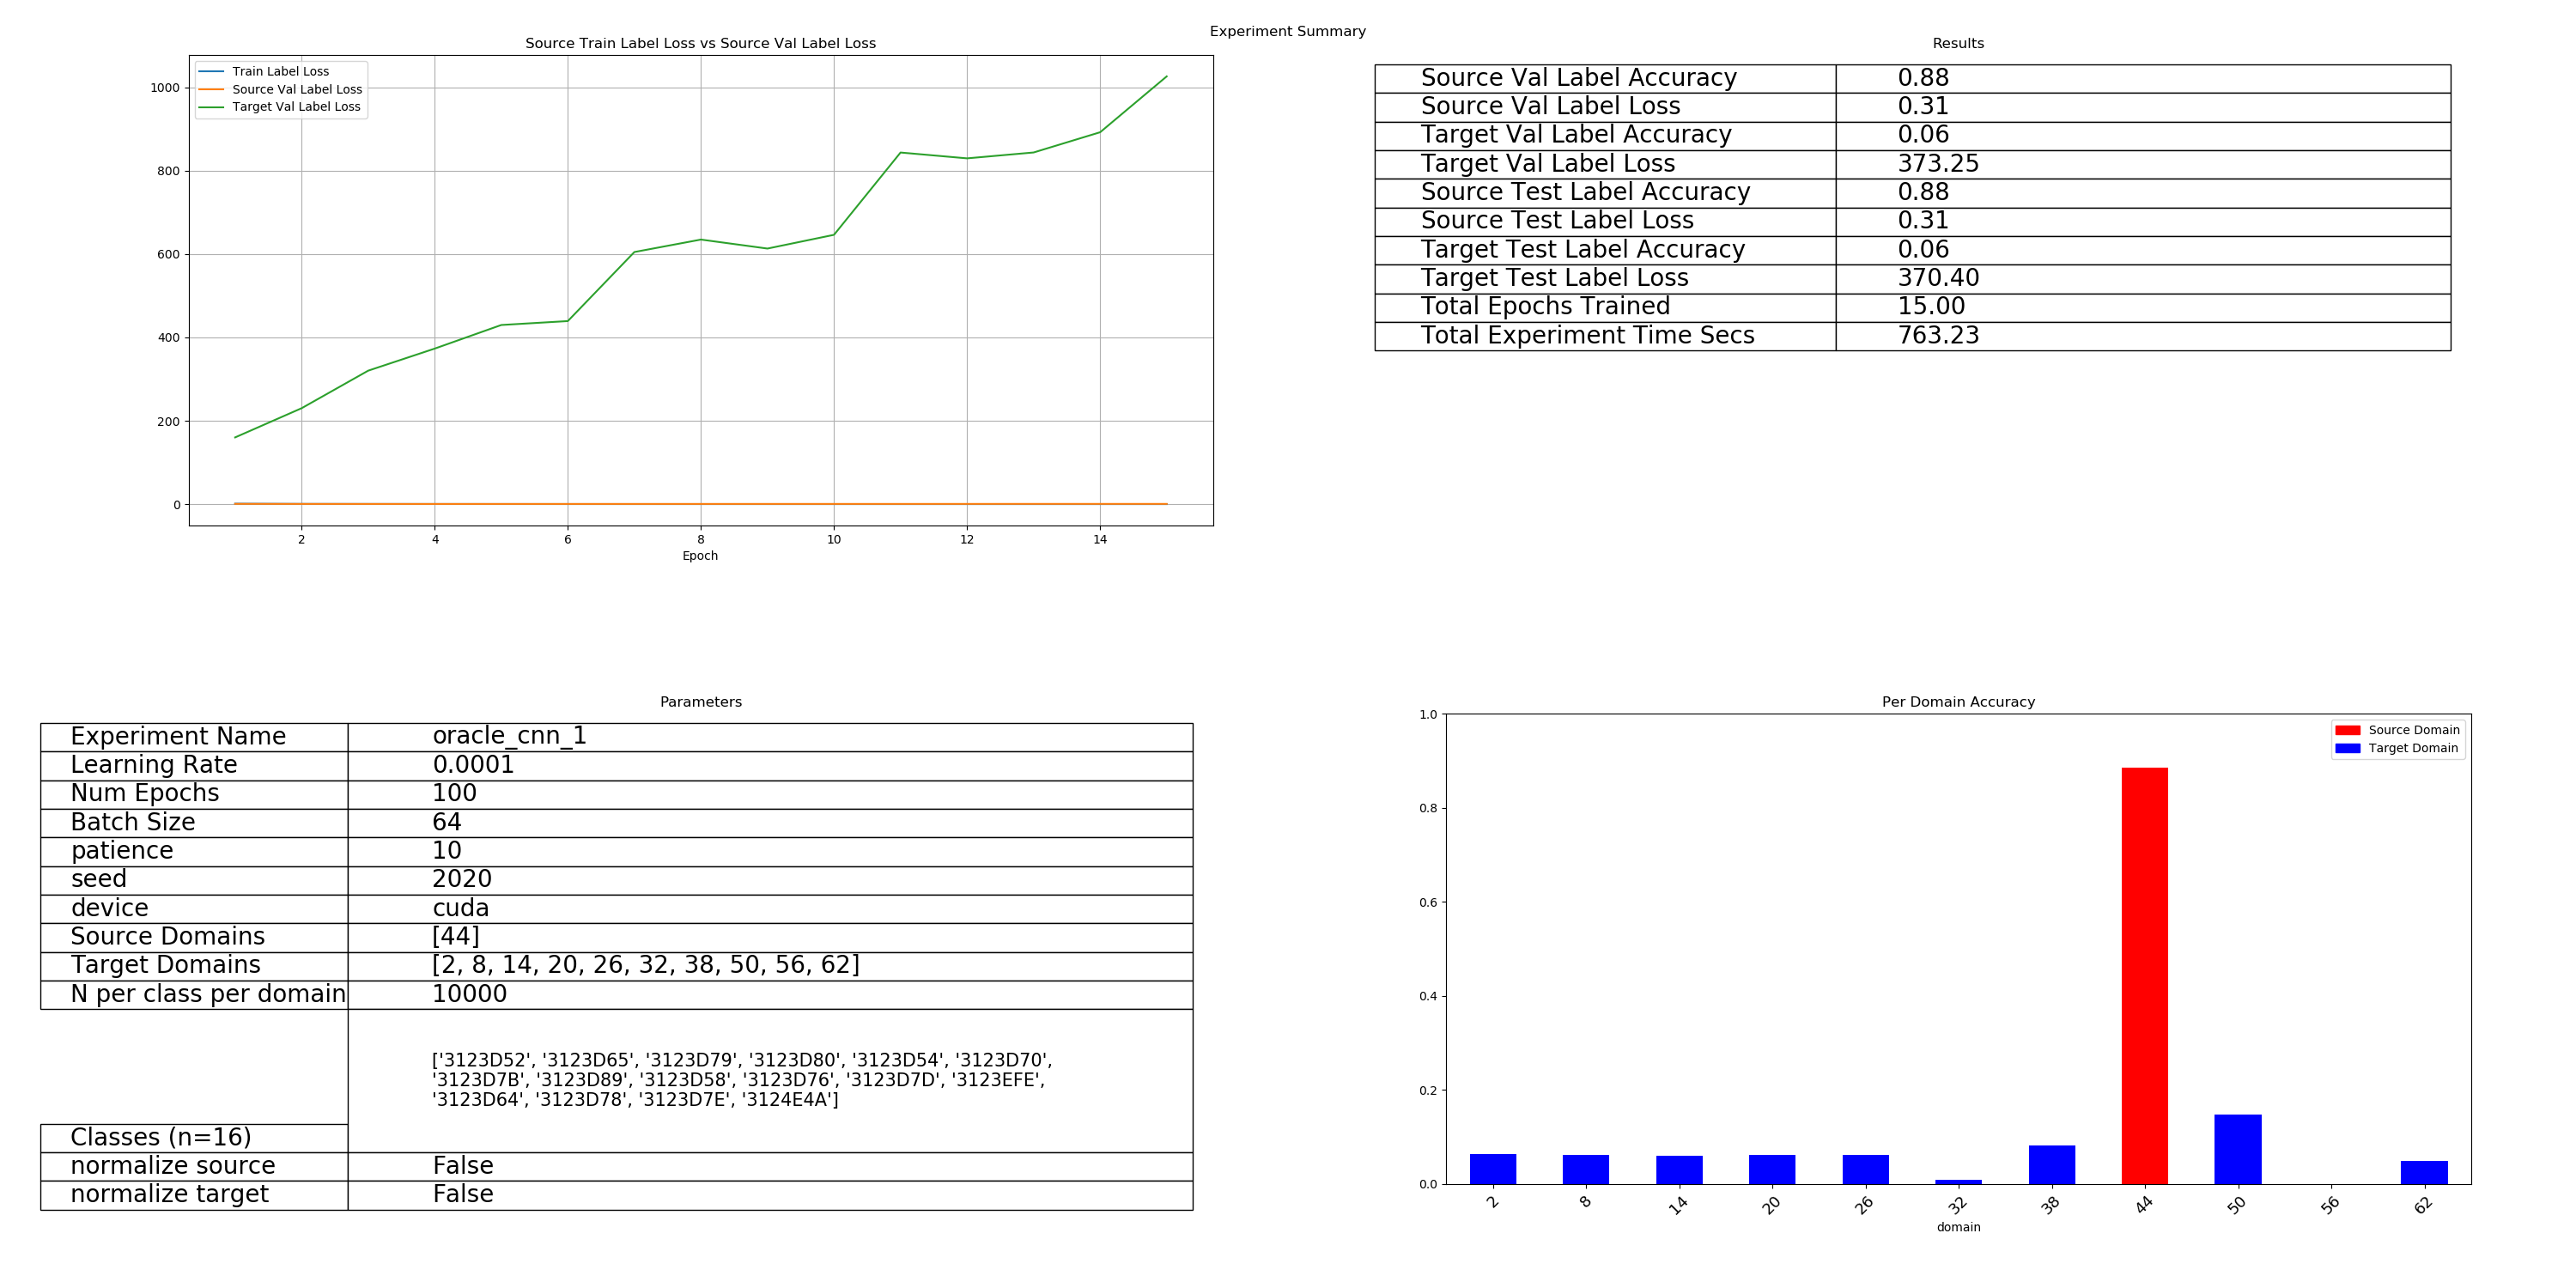 Experiment Summary
Source Train Label Loss vs Source Val Label Loss
Train Label Loss
Source Val Label Loss
Target Val Label Loss
1000
800
600
400
200
0
2 4 6 8 10 12 14
Epoch
Results
Source Val Label Accuracy 0.88
Source Val Label Loss 0.31
Target Val Label Accuracy 0.06
Target Val Label Loss 373.25
Source Test Label Accuracy 0.88
Source Test Label Loss 0.31
Target Test Label Accuracy 0.06
Target Test Label Loss 370.40
Total Epochs Trained 15.00
Total Experiment Time Secs 763.23
Parameters
Experiment Name oracle_cnn_1
Learning Rate 0.0001
Num Epochs 100
Batch Size 64
patience 10
seed 2020
device cuda
Source Domains [44]
Target Domains [2, 8, 14, 20, 26, 32, 38, 50, 56, 62]
N per class per domain 10000
['3123D52', '3123D65', '3123D79', '3123D80', '3123D54', '3123D70',
'3123D7B', '3123D89', '3123D58', '3123D76', '3123D7D', '3123EFE',
'3123D64', '3123D78', '3123D7E', '3124E4A']
Classes (n=16)
normalize source False
normalize target False
Per Domain Accuracy
Source Domain
Target Domain
1.0
0.8
0.6
0.4
0.2
0.0
2 8 14 20 26 32 38 44 50 56 62
domain